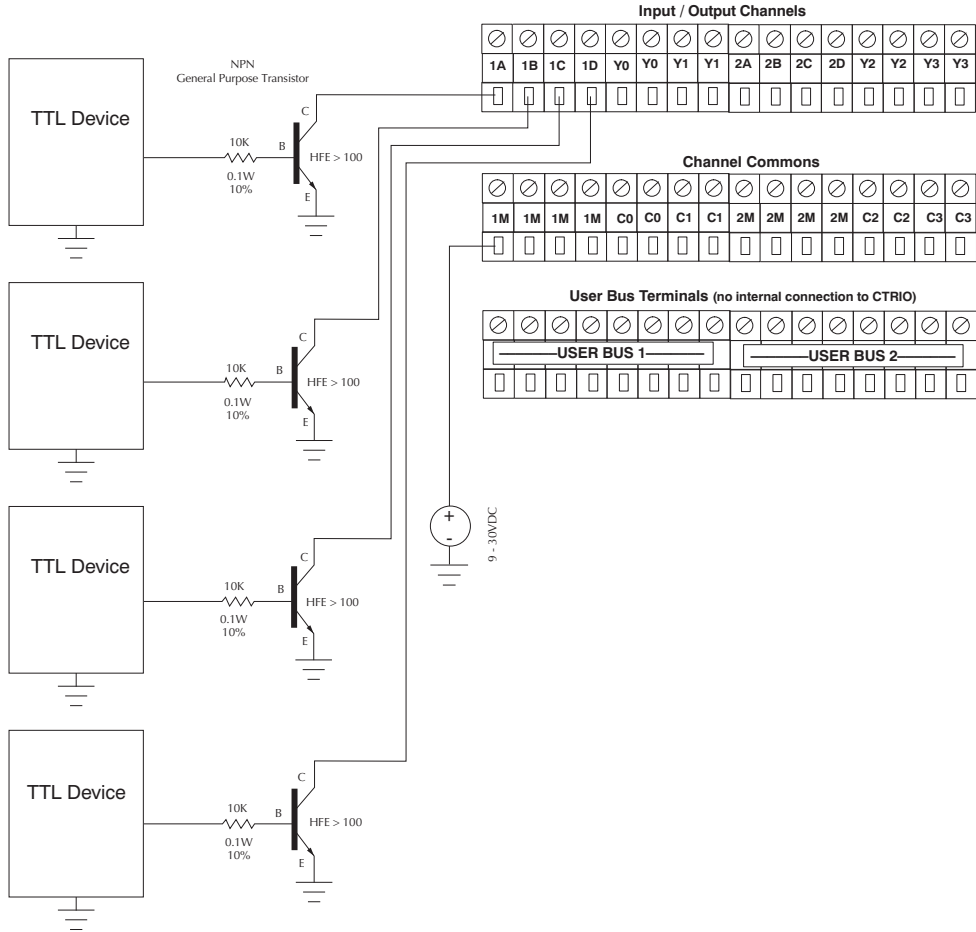 Input / Output Channels
1A 1B 1C 1D Y0 Y0 Y1 Y1 2A 2B 2C 2D Y2 Y2 Y3 Y3
Channel Commons
1M 1M 1M 1M C0 C0 C1 C1 2M 2M 2M 2M C2 C2 C3 C3
User Bus Terminals (no internal connection to CTRIO)
USER BUS 1
USER BUS 2
NPN
General Purpose Transistor
TTL Device
10K
0.1W
10%
B
C
E
HFE > 100
TTL Device
10K
0.1W
10%
B
C
E
HFE > 100
TTL Device
10K
0.1W
10%
B
C
E
HFE > 100
TTL Device
10K
0.1W
10%
B
C
E
HFE > 100
+
-
9 - 30VDC